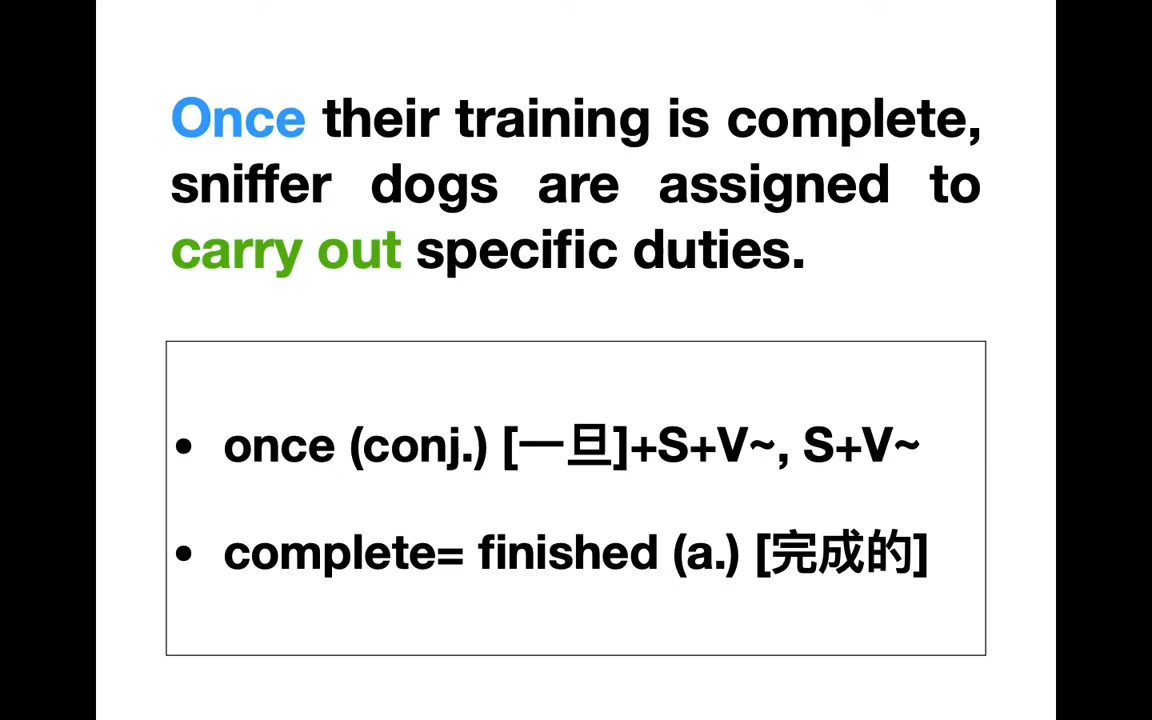 Once their training is complete,
sniffer dogs are assigned to
carry out specific duties.
• once (conj.) [一旦]+S+V~, S+V~
• complete= finished (a.) [完成的]